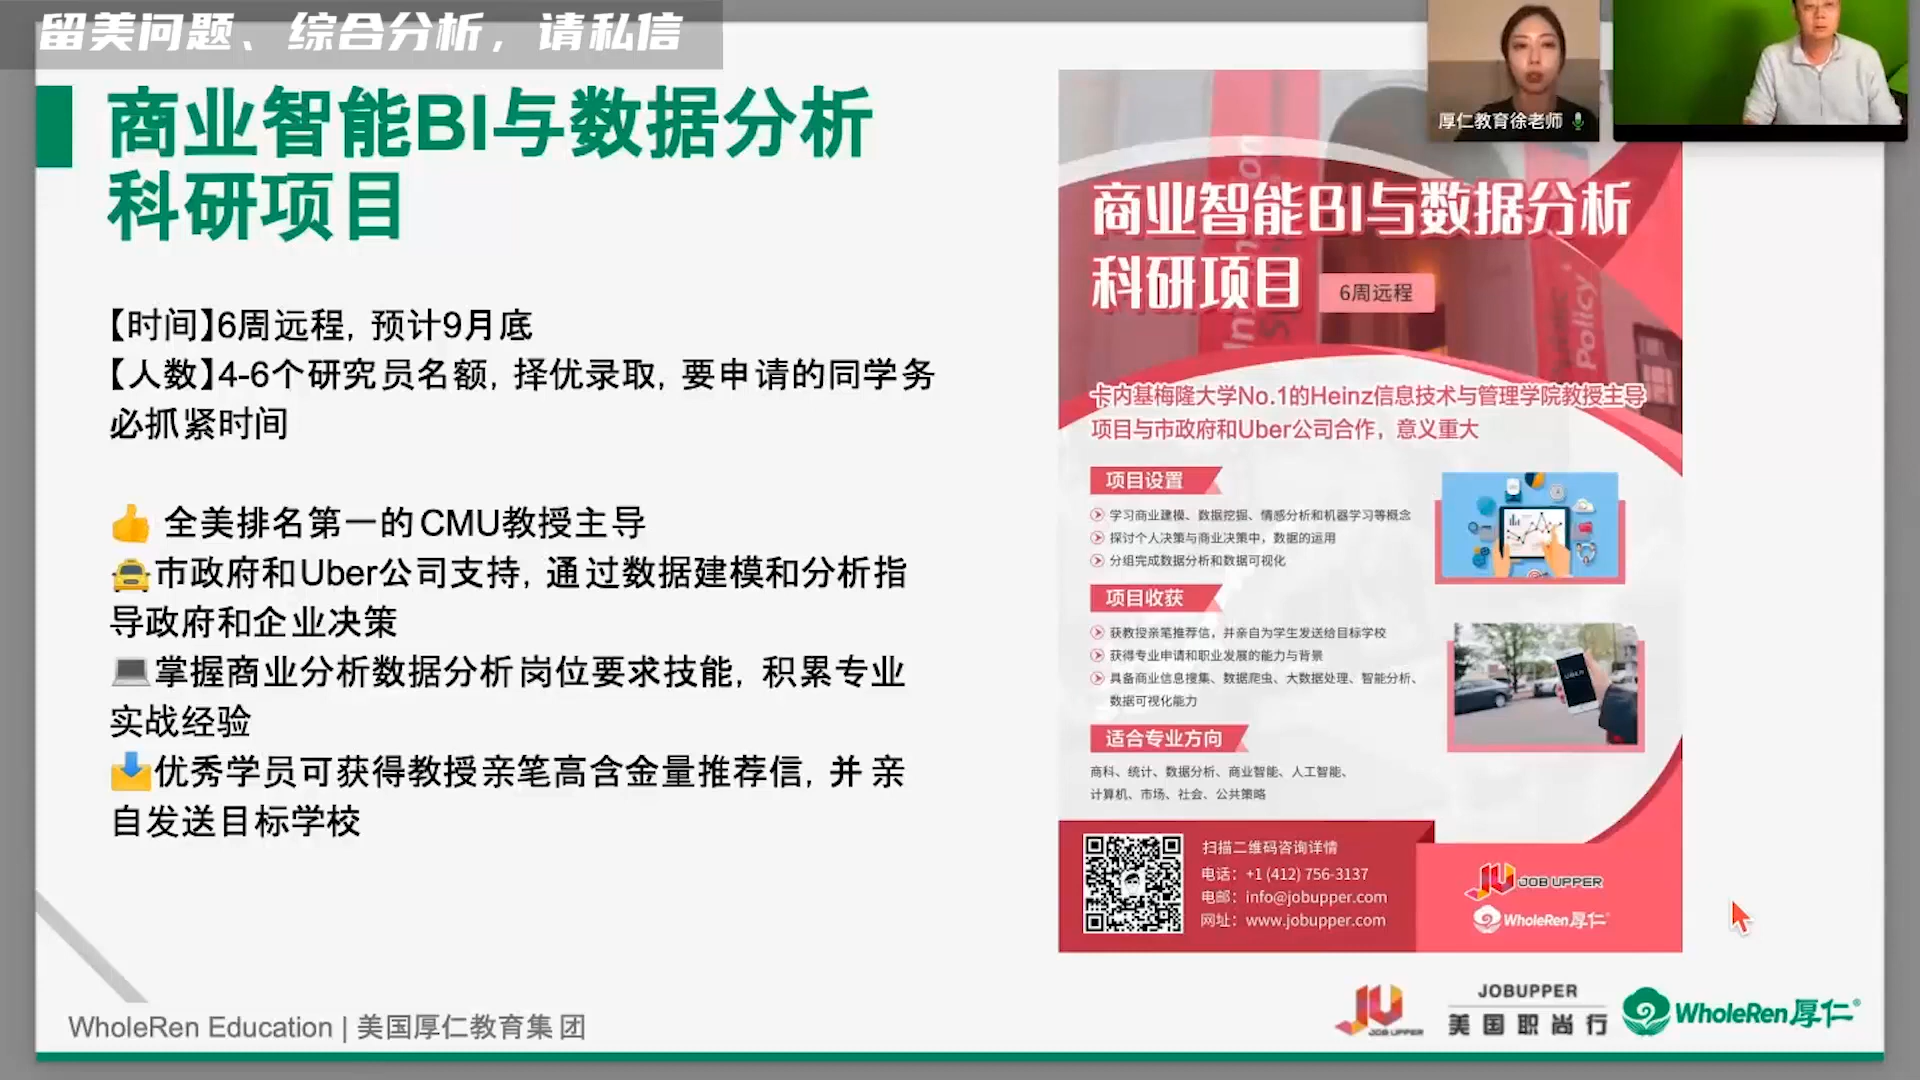 留美问题、综合分析，请私信
商业智能BI与数据分析
科研项目
【时间】6周远程, 预计9月底
【人数】4-6个研究员名额, 择优录取, 要申请的同学务
必抓紧时间
全美排名第一的CMU教授主导
市政府和Uber公司支持, 通过数据建模和分析指
导政府和企业决策
掌握商业分析数据分析岗位要求技能, 积累专业
实战经验
优秀学员可获得教授亲笔高含金量推荐信, 并 亲
自发送目标学校
WholeRen Education | 美国厚仁教育集团
厚仁教育徐老师
商业智能BI与数据分析
科研项目
6周远程
Policy
卡内基梅隆大学No.1的Heinz信息技术与管理学院教授主导
项目与市政府和Uber公司合作，意义重大
项目设置
学习商业建模、数据挖掘、情感分析和机器学习等概念
探讨个人决策与商业决策中，数据的运用
分组完成数据分析和数据可视化
项目收获
获教授亲笔推荐信，并亲自为学生发送给目标学校
获得专业申请和职业发展的能力与背景
具备商业信息搜集、数据爬虫、大数据处理、智能分析、
数据可视化能力
UBER
适合专业方向
商科、统计、数据分析、商业智能、人工智能、
计算机、市场、社会、公共策略
扫描二维码咨询详情
电话：+1 (412) 756-3137
电邮：info@jobupper.com
网址：www.jobupper.com
JU JOB UPPER
WholeRen厚仁
JU JOB UPPER
JOBUPPER
美国职尚行
WholeRen厚仁®